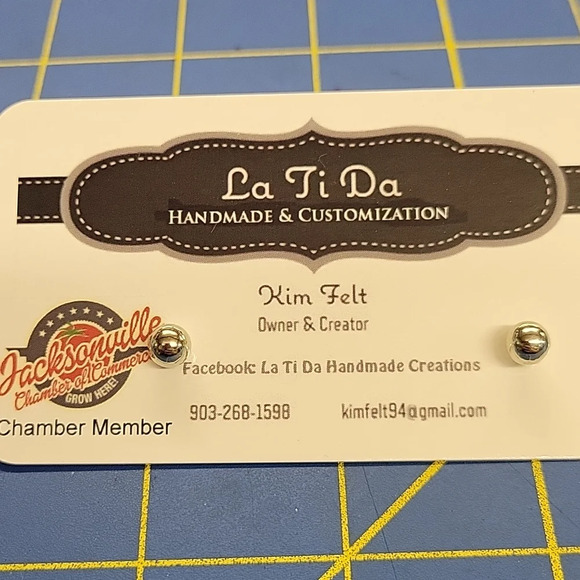 La Ti Da
HANDMADE & CUSTOMIZATION
Kim Felt
Owner & Creator
Jacksonville
Chamber of Commerce
GROW HERE!
Chamber Member
Facebook: La Ti Da Handmade Creations
903-268-1598 kimfelt94@gmail.com